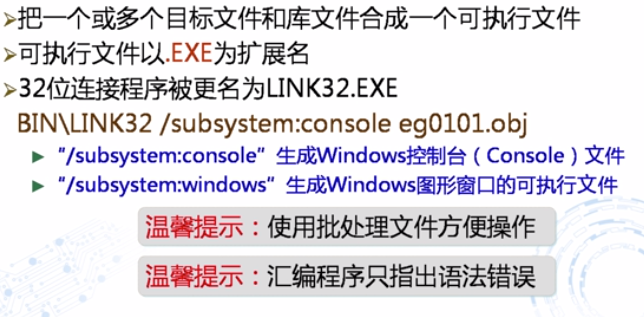 ➢把一个或多个目标文件和库文件合成一个可执行文件
➢可执行文件以.EXE为扩展名
➢32位连接程序被更名为LINK32.EXE
BIN\LINK32 /subsystem:console eg0101.obj
► “/subsystem:console” 生成Windows控制台（Console）文件
► “/subsystem:windows“ 生成Windows图形窗口的可执行文件
温馨提示：使用批处理文件方便操作
温馨提示：汇编程序只指出语法错误